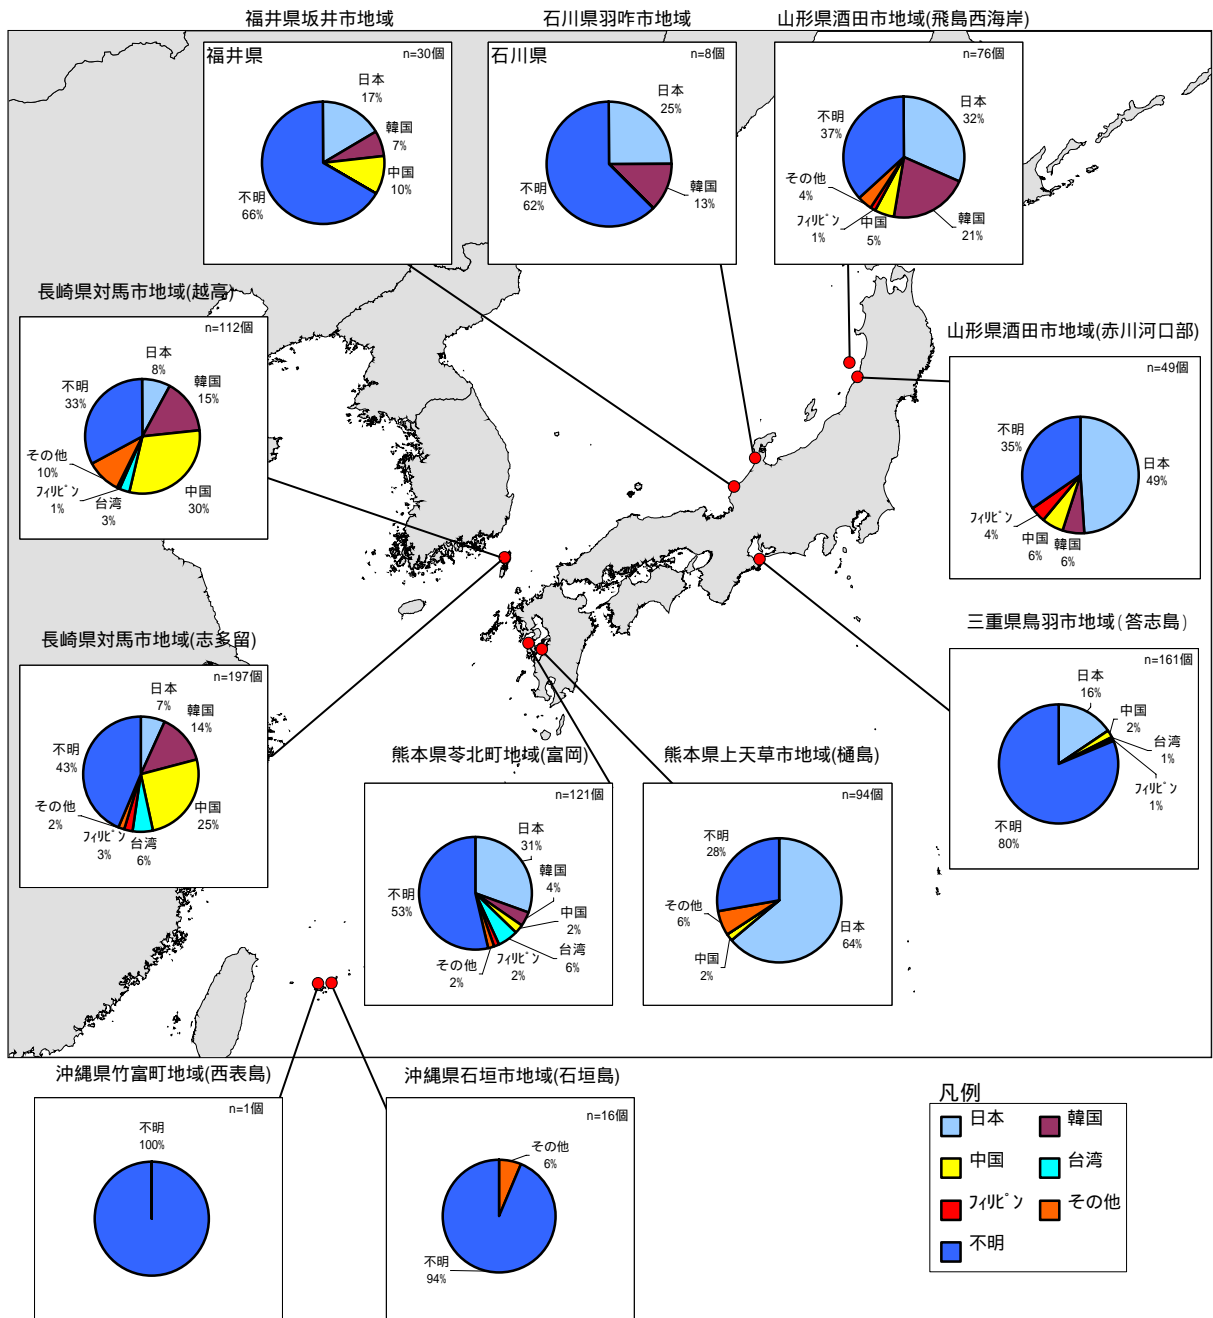 福井県坂井市地域
石川県羽咋市地域
山形県酒田市地域(飛島西海岸)
福井県
n=30個
日本
17%
韓国
7%
中国
10%
不明
66%
石川県
n=8個
日本
25%
韓国
13%
不明
62%
n=76個
日本
32%
不明
37%
その他
4%
フィリピン
1%
中国
5%
韓国
21%
長崎県対馬市地域(越高)
n=112個
日本
8%
韓国
15%
不明
33%
その他
10%
フィリピン
1%
台湾
3%
中国
30%
山形県酒田市地域(赤川河口部)
n=49個
不明
35%
日本
49%
フィリピン
4%
中国
6%
韓国
6%
長崎県対馬市地域(志多留)
n=197個
日本
7%
韓国
14%
不明
43%
その他
2%
フィリピン
3%
台湾
6%
中国
25%
三重県鳥羽市地域(答志島)
n=161個
日本
16%
中国
2%
台湾
1%
フィリピン
1%
不明
80%
熊本県苓北町地域(富岡)
n=121個
日本
31%
韓国
4%
中国
2%
台湾
6%
フィリピン
2%
その他
2%
不明
53%
熊本県上天草市地域(樋島)
n=94個
不明
28%
その他
6%
中国
2%
日本
64%
沖縄県竹富町地域(西表島)
n=1個
不明
100%
沖縄県石垣市地域(石垣島)
n=16個
その他
6%
不明
94%
凡例
日本
韓国
中国
台湾
フィリピン
その他
不明